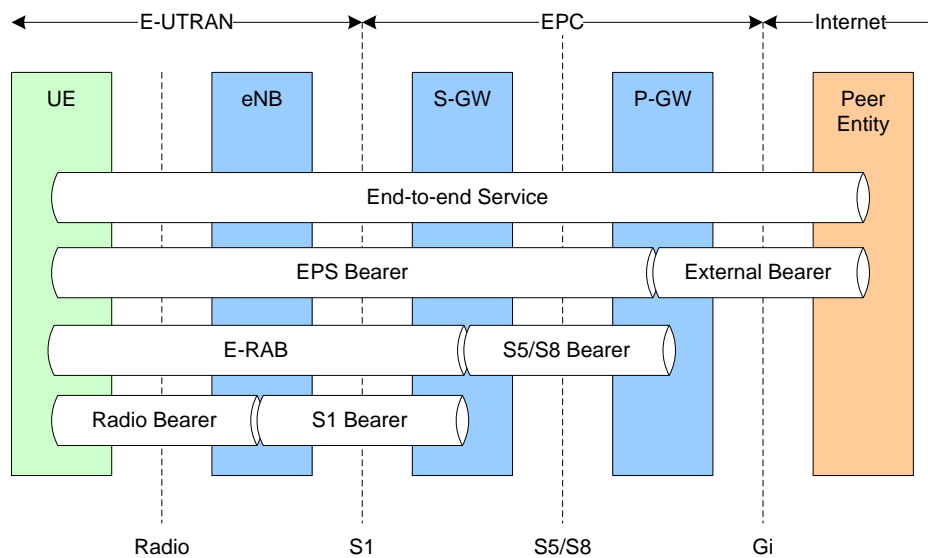 E-UTRAN EPC Internet
UE eNB S-GW P-GW Peer
Entity
End-to-end Service
EPS Bearer External Bearer
E-RAB S5/S8 Bearer
Radio Bearer S1 Bearer
Radio S1 S5/S8 Gi